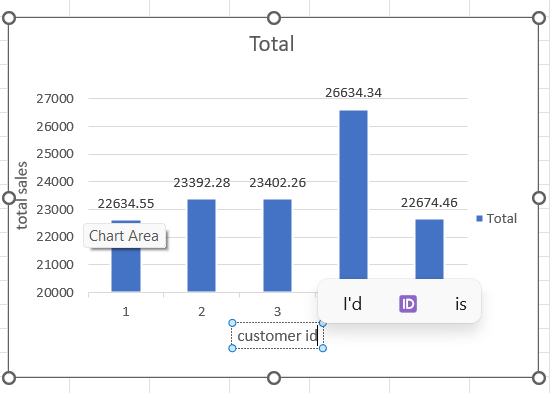 Total
27000
26000
25000
24000
23000
22000
21000
20000
total sales
22634.55
23392.28
23402.26
26634.34
22674.46
Chart Area
Total
1 2 3
I'd 🆔 is
customer id